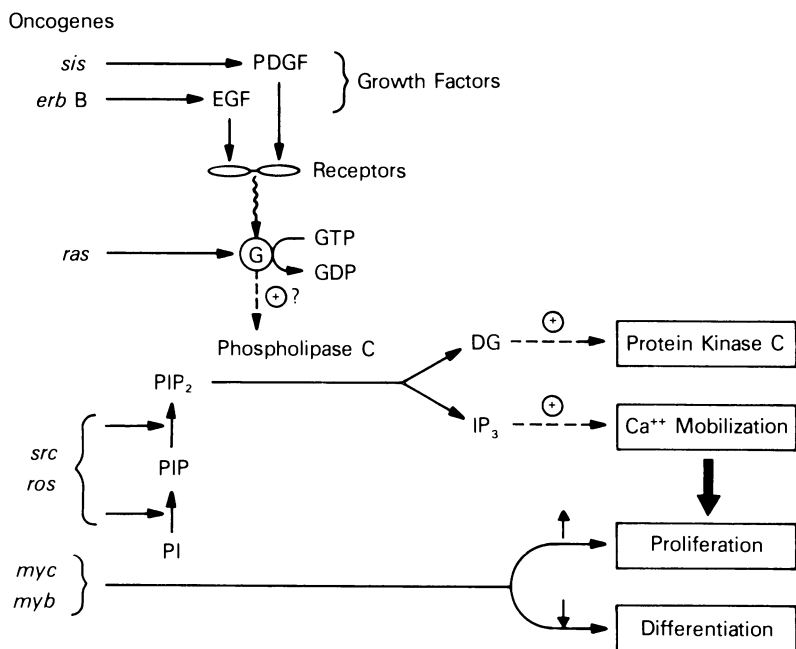 Oncogenes
sis PDGF
erb B EGF
Growth Factors
Receptors
ras G GTP
GDP
+ ?
Phospholipase C
DG + Protein Kinase C
PIP₂
IP₃ + Ca⁺⁺ Mobilization
src
ros
PIP
PI
Proliferation
myc
myb
Differentiation